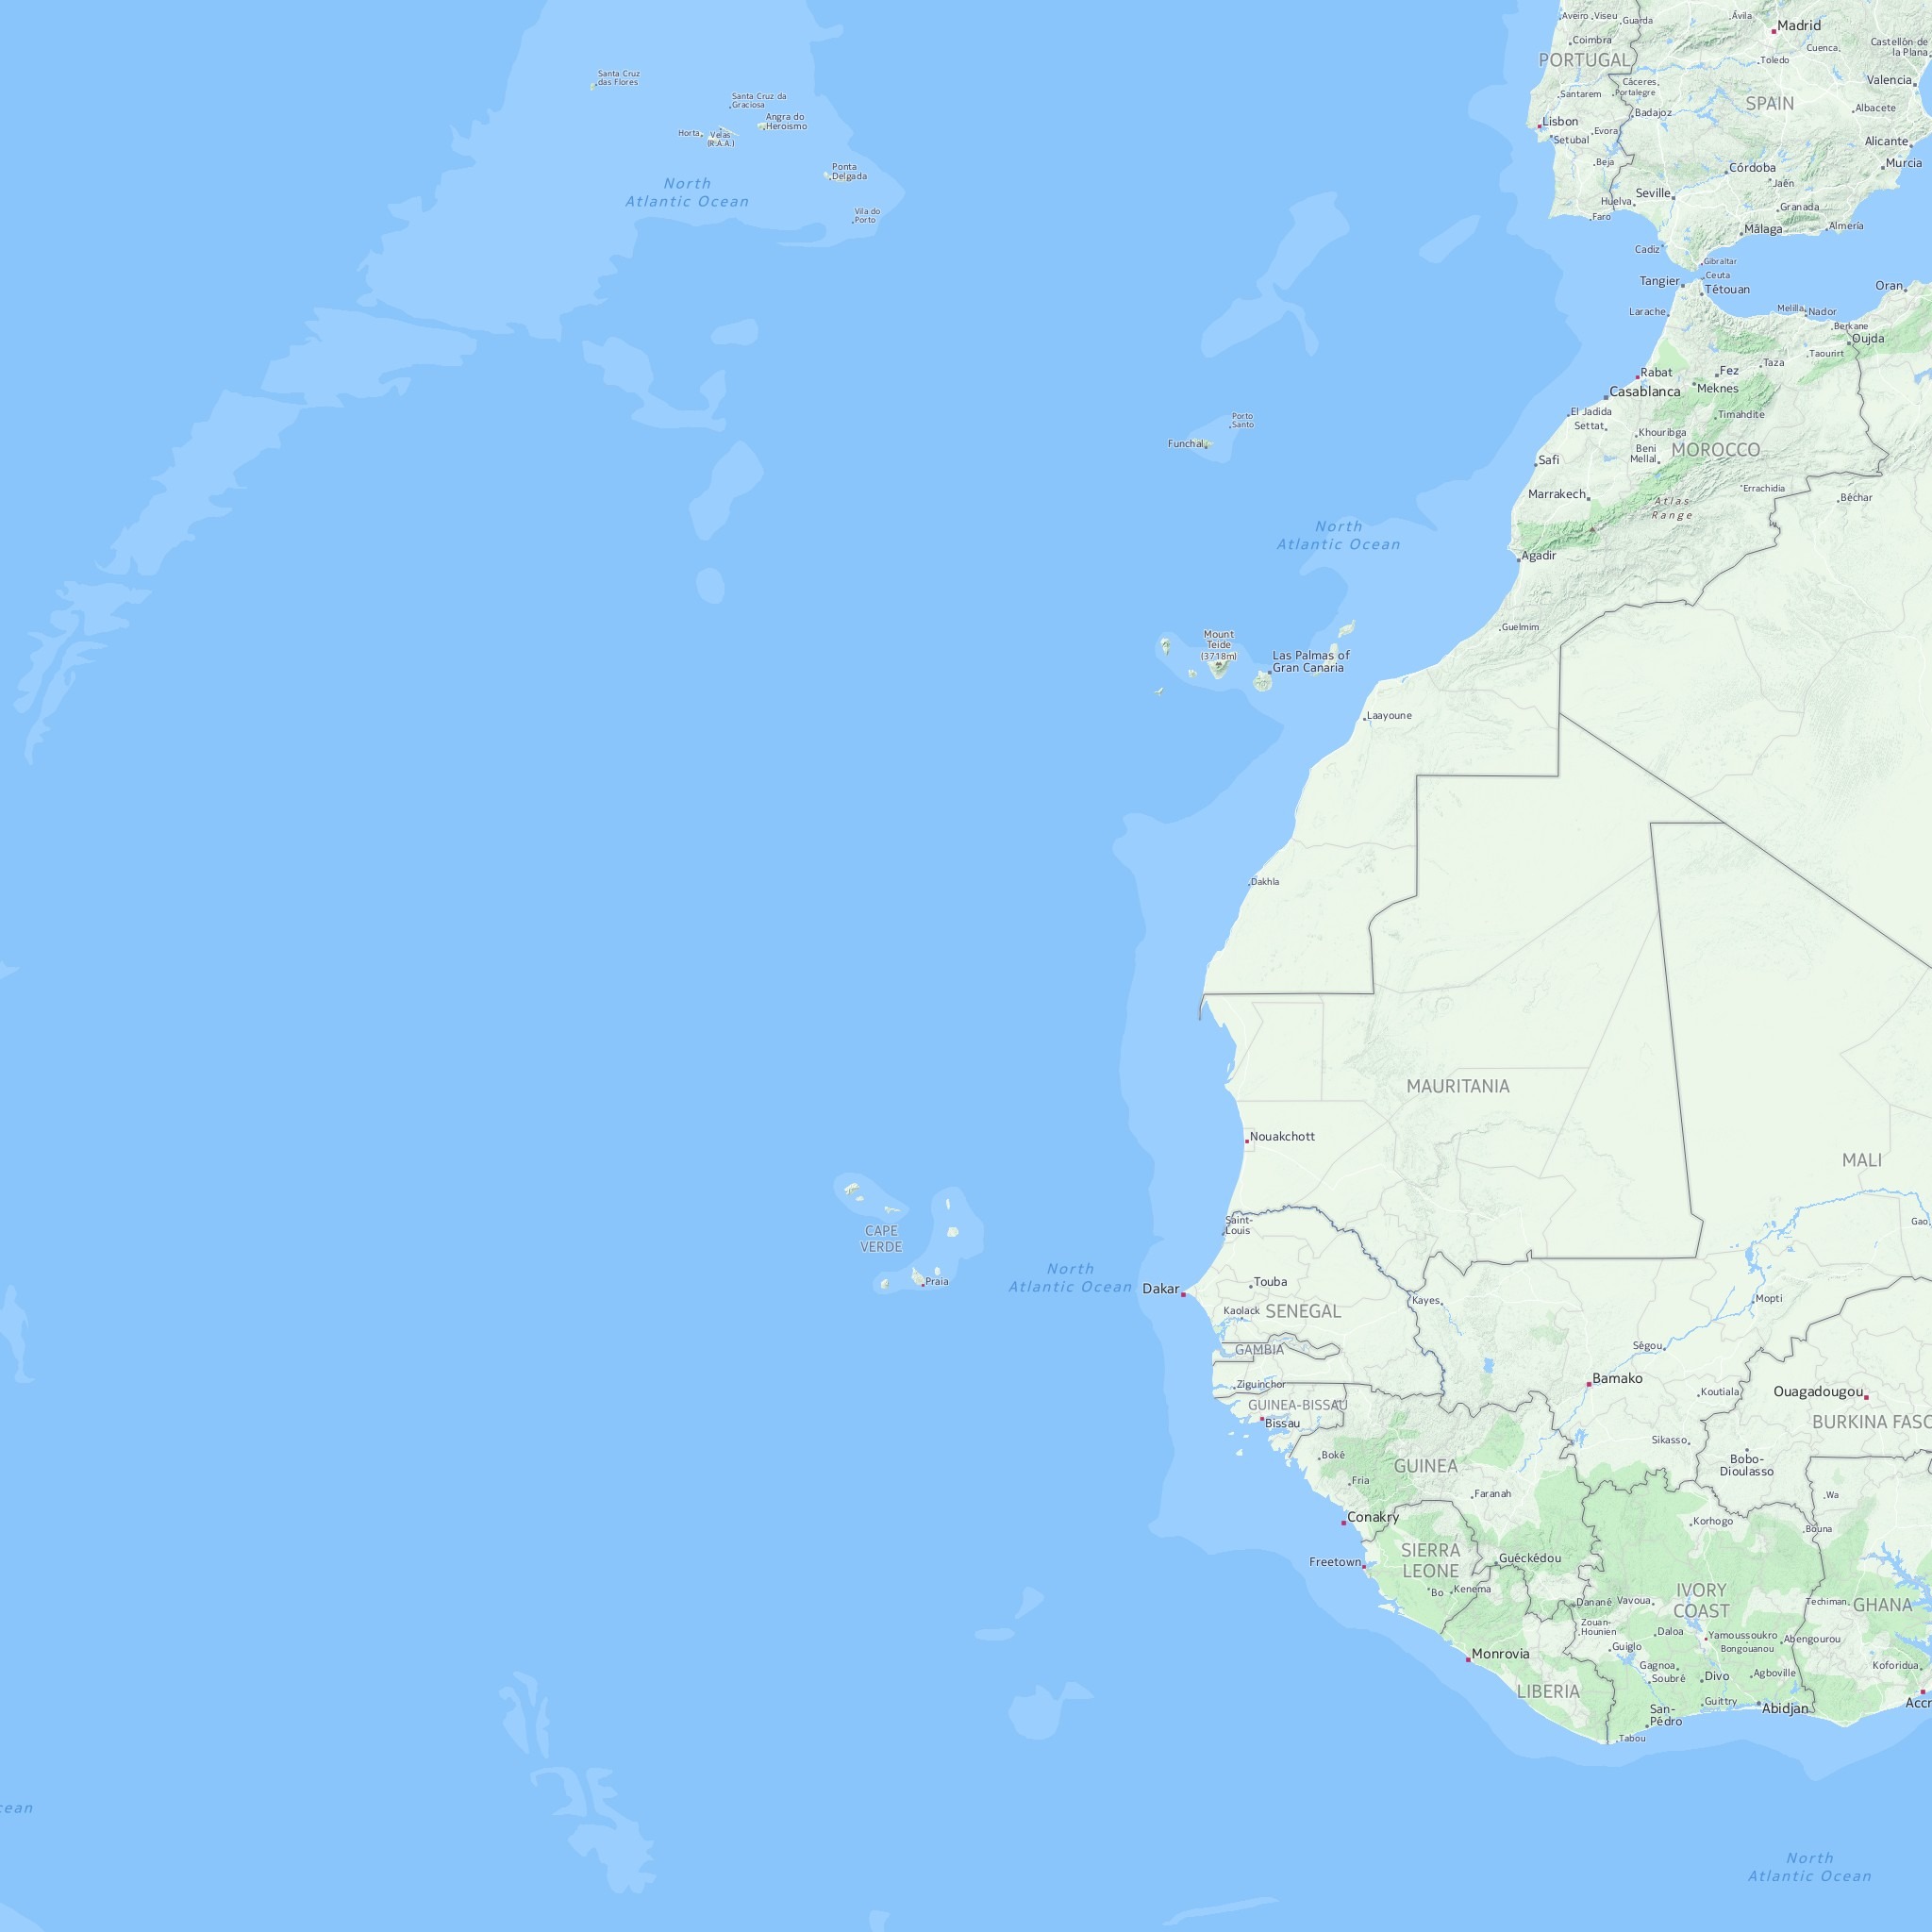 Aveiro
Viseu
Guarda
Ávila
Madrid
Coimbra
Cuenca
Castellón de
la Plana
PORTUGAL
Toledo
Santa Cruz
das Flores
Cáceres
Portalegre
Valencia
Santarem
Santa Cruz da
Graciosa
SPAIN
Albacete
Badajoz
Angra do
Heroismo
Lisbon
Horta
Velas
(R.A.A.)
Setubal
Evora
Alicante
Beja
Murcia
Ponta
Delgada
Córdoba
Jaén
North
Atlantic Ocean
Seville
Huelva
Granada
Vila do
Porto
Faro
Málaga
Almería
Cadiz
Gibraltar
Ceuta
Tangier
Tétouan
Oran
Larache
Melilla
Nador
Berkane
Oujda
Taourirt
Taza
Rabat
Fez
Meknes
Casablanca
El Jadida
Settat
Timahdite
Porto
Santo
Funchal
Khouribga
Beni
Mellal
MOROCCO
Safi
Marrakech
Errachidia
Béchar
Atlas
Range
North
Atlantic Ocean
Agadir
Guelmim
Mount
Teide
(3718m)
Las Palmas of
Gran Canaria
Laayoune
Dakhla
MAURITANIA
Nouakchott
MALI
Saint-
Louis
Gao
CAPE
VERDE
Praia
North
Atlantic Ocean
Dakar
Touba
Kaolack
SENEGAL
Kayes
Mopti
GAMBIA
Ségou
Ziguinchor
Bamako
Koutiala
Ouagadougou
GUINEA-BISSAU
Bissau
BURKINA FASO
Sikasso
Boké
Bobo-
Dioulasso
GUINEA
Fria
Faranah
Wa
Conakry
Korhogo
Bouna
Freetown
SIERRA
LEONE
Guéckédou
Bo
Kenema
IVORY
COAST
Danané
Vavoua
Techiman
GHANA
Zouan-
Hounien
Daloa
Yamoussoukro
Abengourou
Guiglo
Bongouanou
Monrovia
Gagnoa
Koforidua
Soubré
Divo
Agboville
LIBERIA
Guittry
Abidjan
Accr
San-
Pédro
Tabou
cean
North
Atlantic Ocean